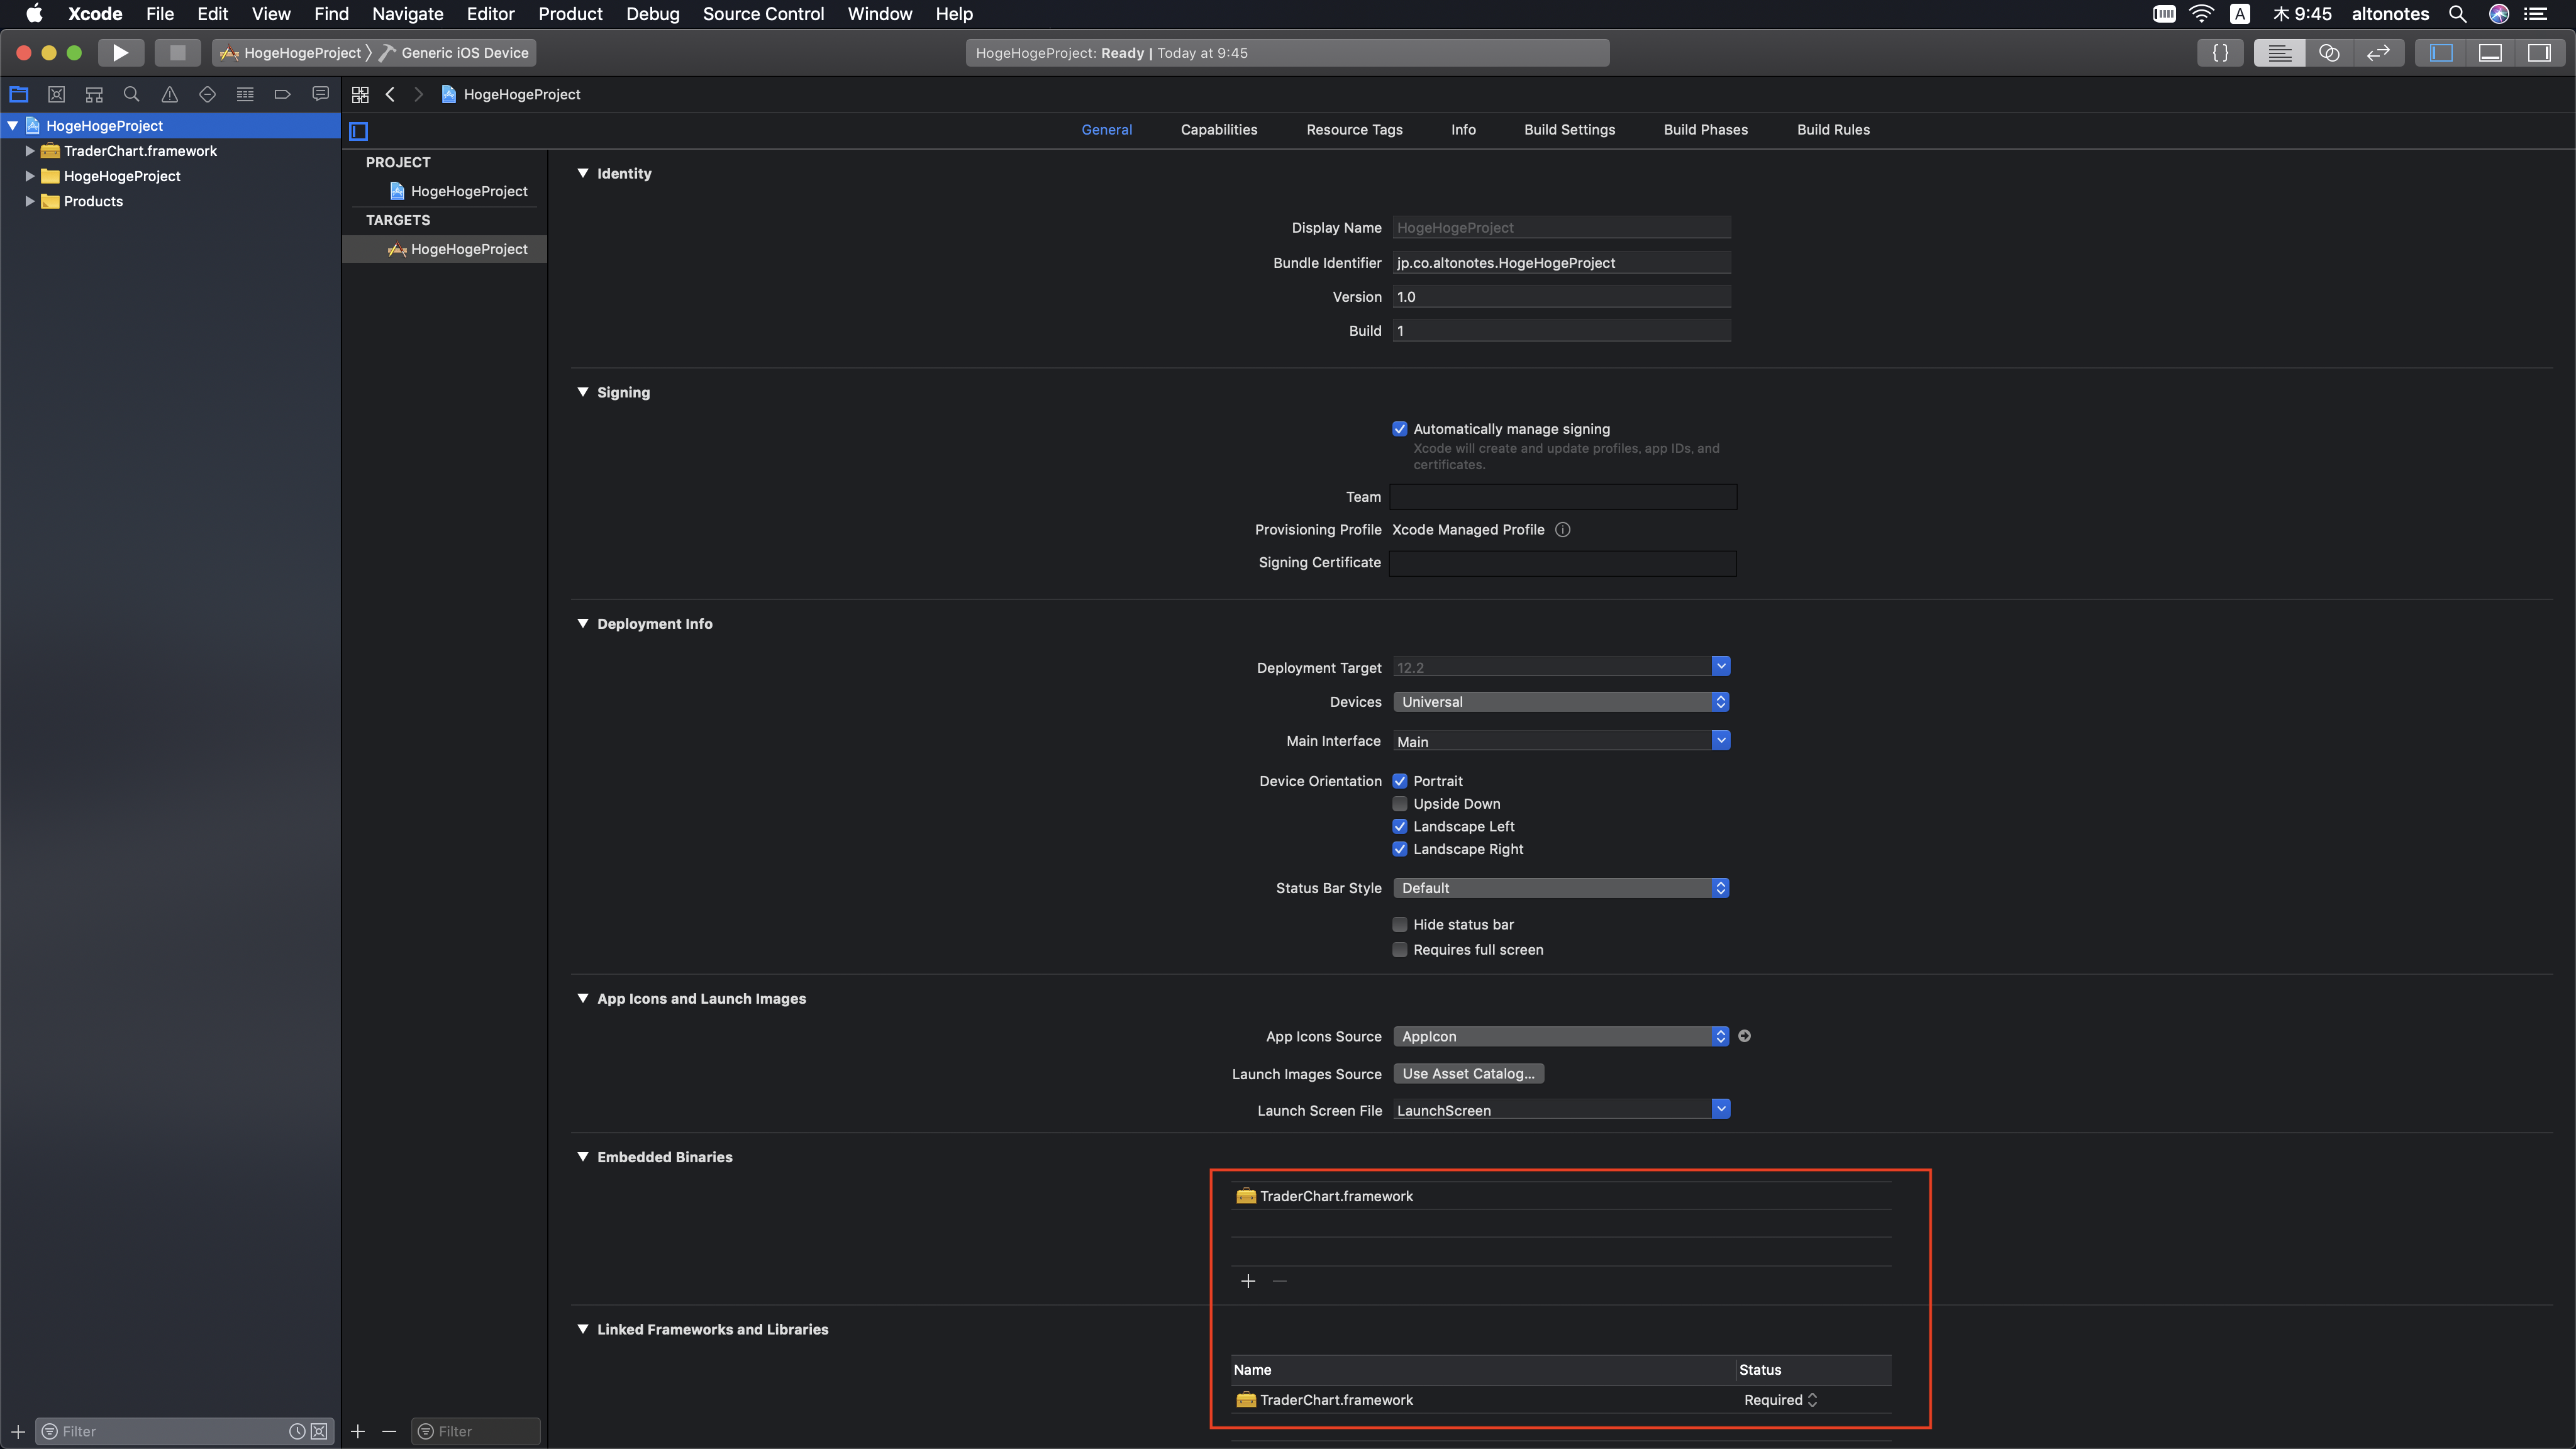 Xcode File Edit View Find Navigate Editor Product Debug Source Control Window Help A 木 9:45 altonotes
HogeHogeProject 〉 Generic iOS Device
HogeHogeProject: Ready | Today at 9:45
{ }
HogeHogeProject
HogeHogeProject
TraderChart.framework
HogeHogeProject
Products
Filter
General Capabilities Resource Tags Info Build Settings Build Phases Build Rules
PROJECT
HogeHogeProject
TARGETS
HogeHogeProject
Filter
Identity
Display Name HogeHogeProject
Bundle Identifier jp.co.altonotes.HogeHogeProject
Version 1.0
Build 1
Signing
Automatically manage signing
Xcode will create and update profiles, app IDs, and
certificates.
Team
Provisioning Profile Xcode Managed Profile
Signing Certificate
Deployment Info
Deployment Target 12.2
Devices Universal
Main Interface Main
Device Orientation Portrait
Upside Down
Landscape Left
Landscape Right
Status Bar Style Default
Hide status bar
Requires full screen
App Icons and Launch Images
App Icons Source AppIcon
Launch Images Source Use Asset Catalog...
Launch Screen File LaunchScreen
Embedded Binaries
TraderChart.framework
Linked Frameworks and Libraries
Name Status
TraderChart.framework Required